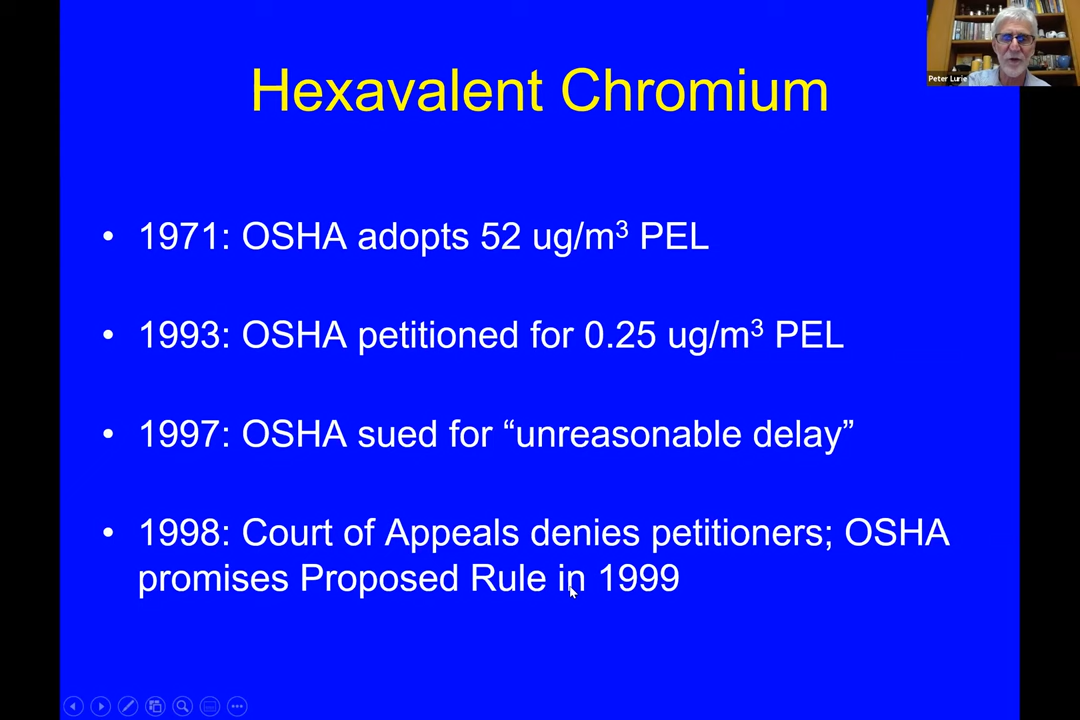 Hexavalent Chromium
• 1971: OSHA adopts 52 ug/m³ PEL
• 1993: OSHA petitioned for 0.25 ug/m³ PEL
• 1997: OSHA sued for “unreasonable delay”
• 1998: Court of Appeals denies petitioners; OSHA
promises Proposed Rule in 1999
Peter Lurie